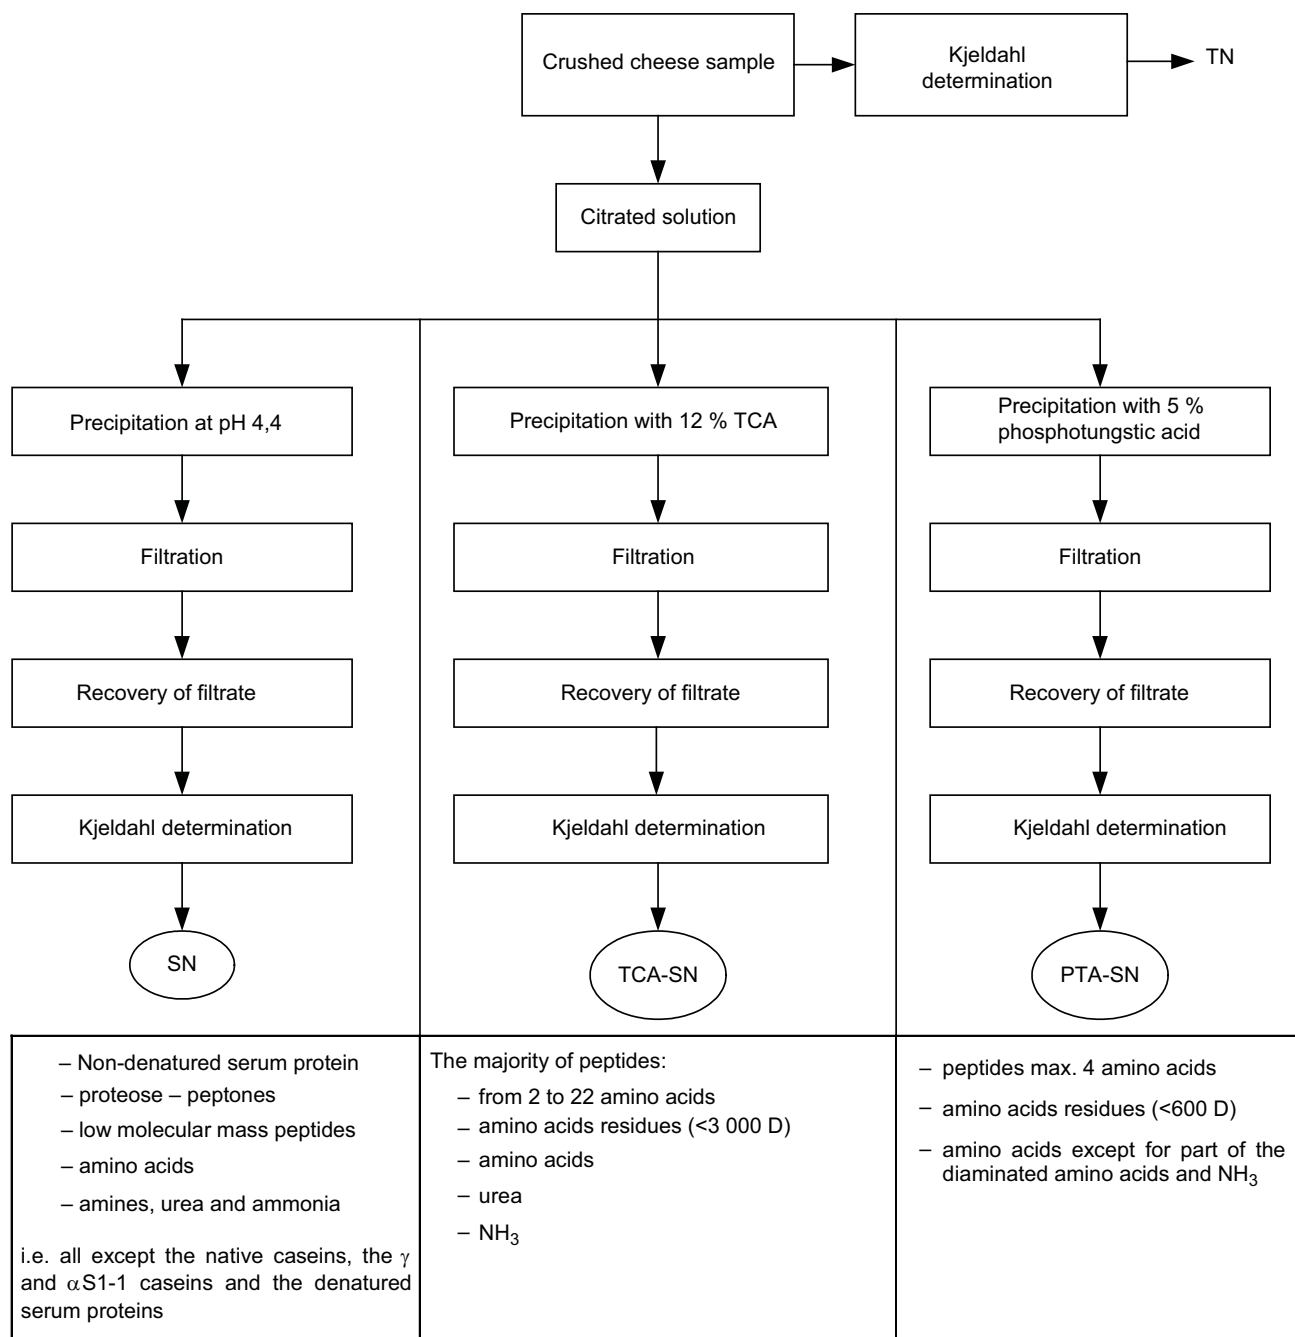 Crushed cheese sample
Kjeldahl
determination
TN
Citrated solution
Precipitation at pH 4,4
Precipitation with 12 % TCA
Precipitation with 5 %
phosphotungstic acid
Filtration
Filtration
Filtration
Recovery of filtrate
Recovery of filtrate
Recovery of filtrate
Kjeldahl determination
Kjeldahl determination
Kjeldahl determination
SN
TCA-SN
PTA-SN
– Non-denatured serum protein
– proteose – peptones
– low molecular mass peptides
– amino acids
– amines, urea and ammonia
i.e. all except the native caseins, the γ
and αS1-1 caseins and the denatured
serum proteins
The majority of peptides:
– from 2 to 22 amino acids
– amino acids residues (<3 000 D)
– amino acids
– urea
– NH3
– peptides max. 4 amino acids
– amino acids residues (<600 D)
– amino acids except for part of the
diaminated amino acids and NH3